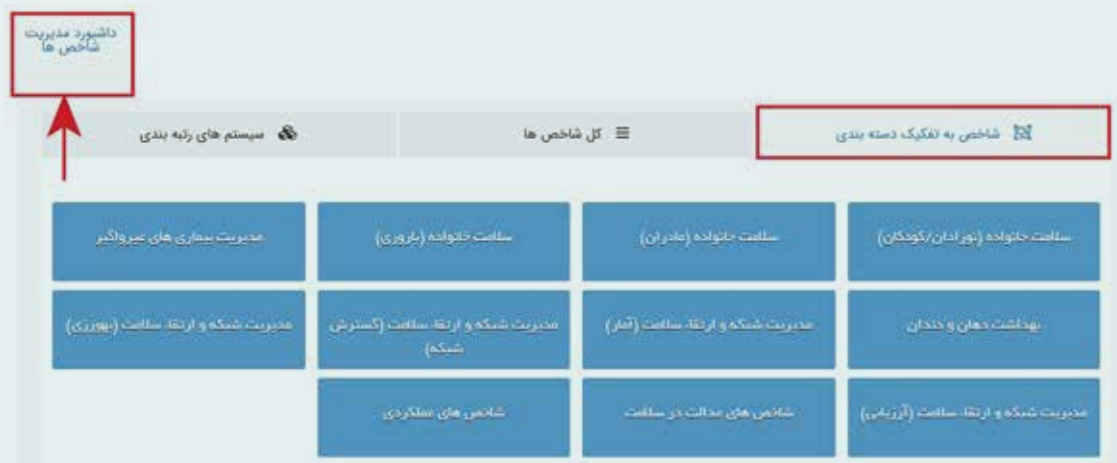 داشبورد مدیریت
شاخص ها
شاخص به تفکیک دسته بندی
کل شاخص ها
سیستم های رتبه بندی
سلامت خانواده (نوزادان/کودکان)
سلامت خانواده (مادران)
سلامت خانواده (باروری)
مدیریت بیماری های غیرواگیر
بهداشت دهان و دندان
مدیریت شبکه و ارتقاء سلامت (آمار)
مدیریت شبکه و ارتقاء سلامت (گسترش
شبکه)
مدیریت شبکه و ارتقاء سلامت (بهورزی)
مدیریت شبکه و ارتقاء سلامت (ارزیابی)
شاخص های عدالت در سلامت
شاخص های عملکردی